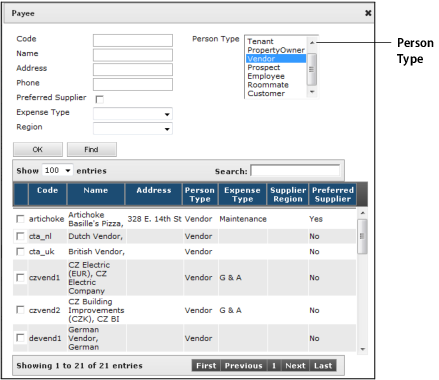 Payee ×
Code
Name
Address
Phone
Preferred Supplier
Expense Type
Region
Person Type
Tenant
PropertyOwner
Vendor
Prospect
Employee
Roommate
Customer
Person
Type
OK Find
Show 100 entries Search:
Code Name Address Person Type Expense Type Supplier Region Preferred Supplier
artichoke Artichoke Basille's Pizza, 328 E. 14th St Vendor Maintenance Yes
cta_nl Dutch Vendor, Vendor No
cta_uk British Vendor, Vendor No
czvend1 CZ Electric (EUR), CZ Electric Company Vendor G & A No
czvend2 CZ Building Improvements (CZK), CZ BI Vendor G & A No
devend1 German Vendor, German Vendor No
Showing 1 to 21 of 21 entries First Previous 1 Next Last